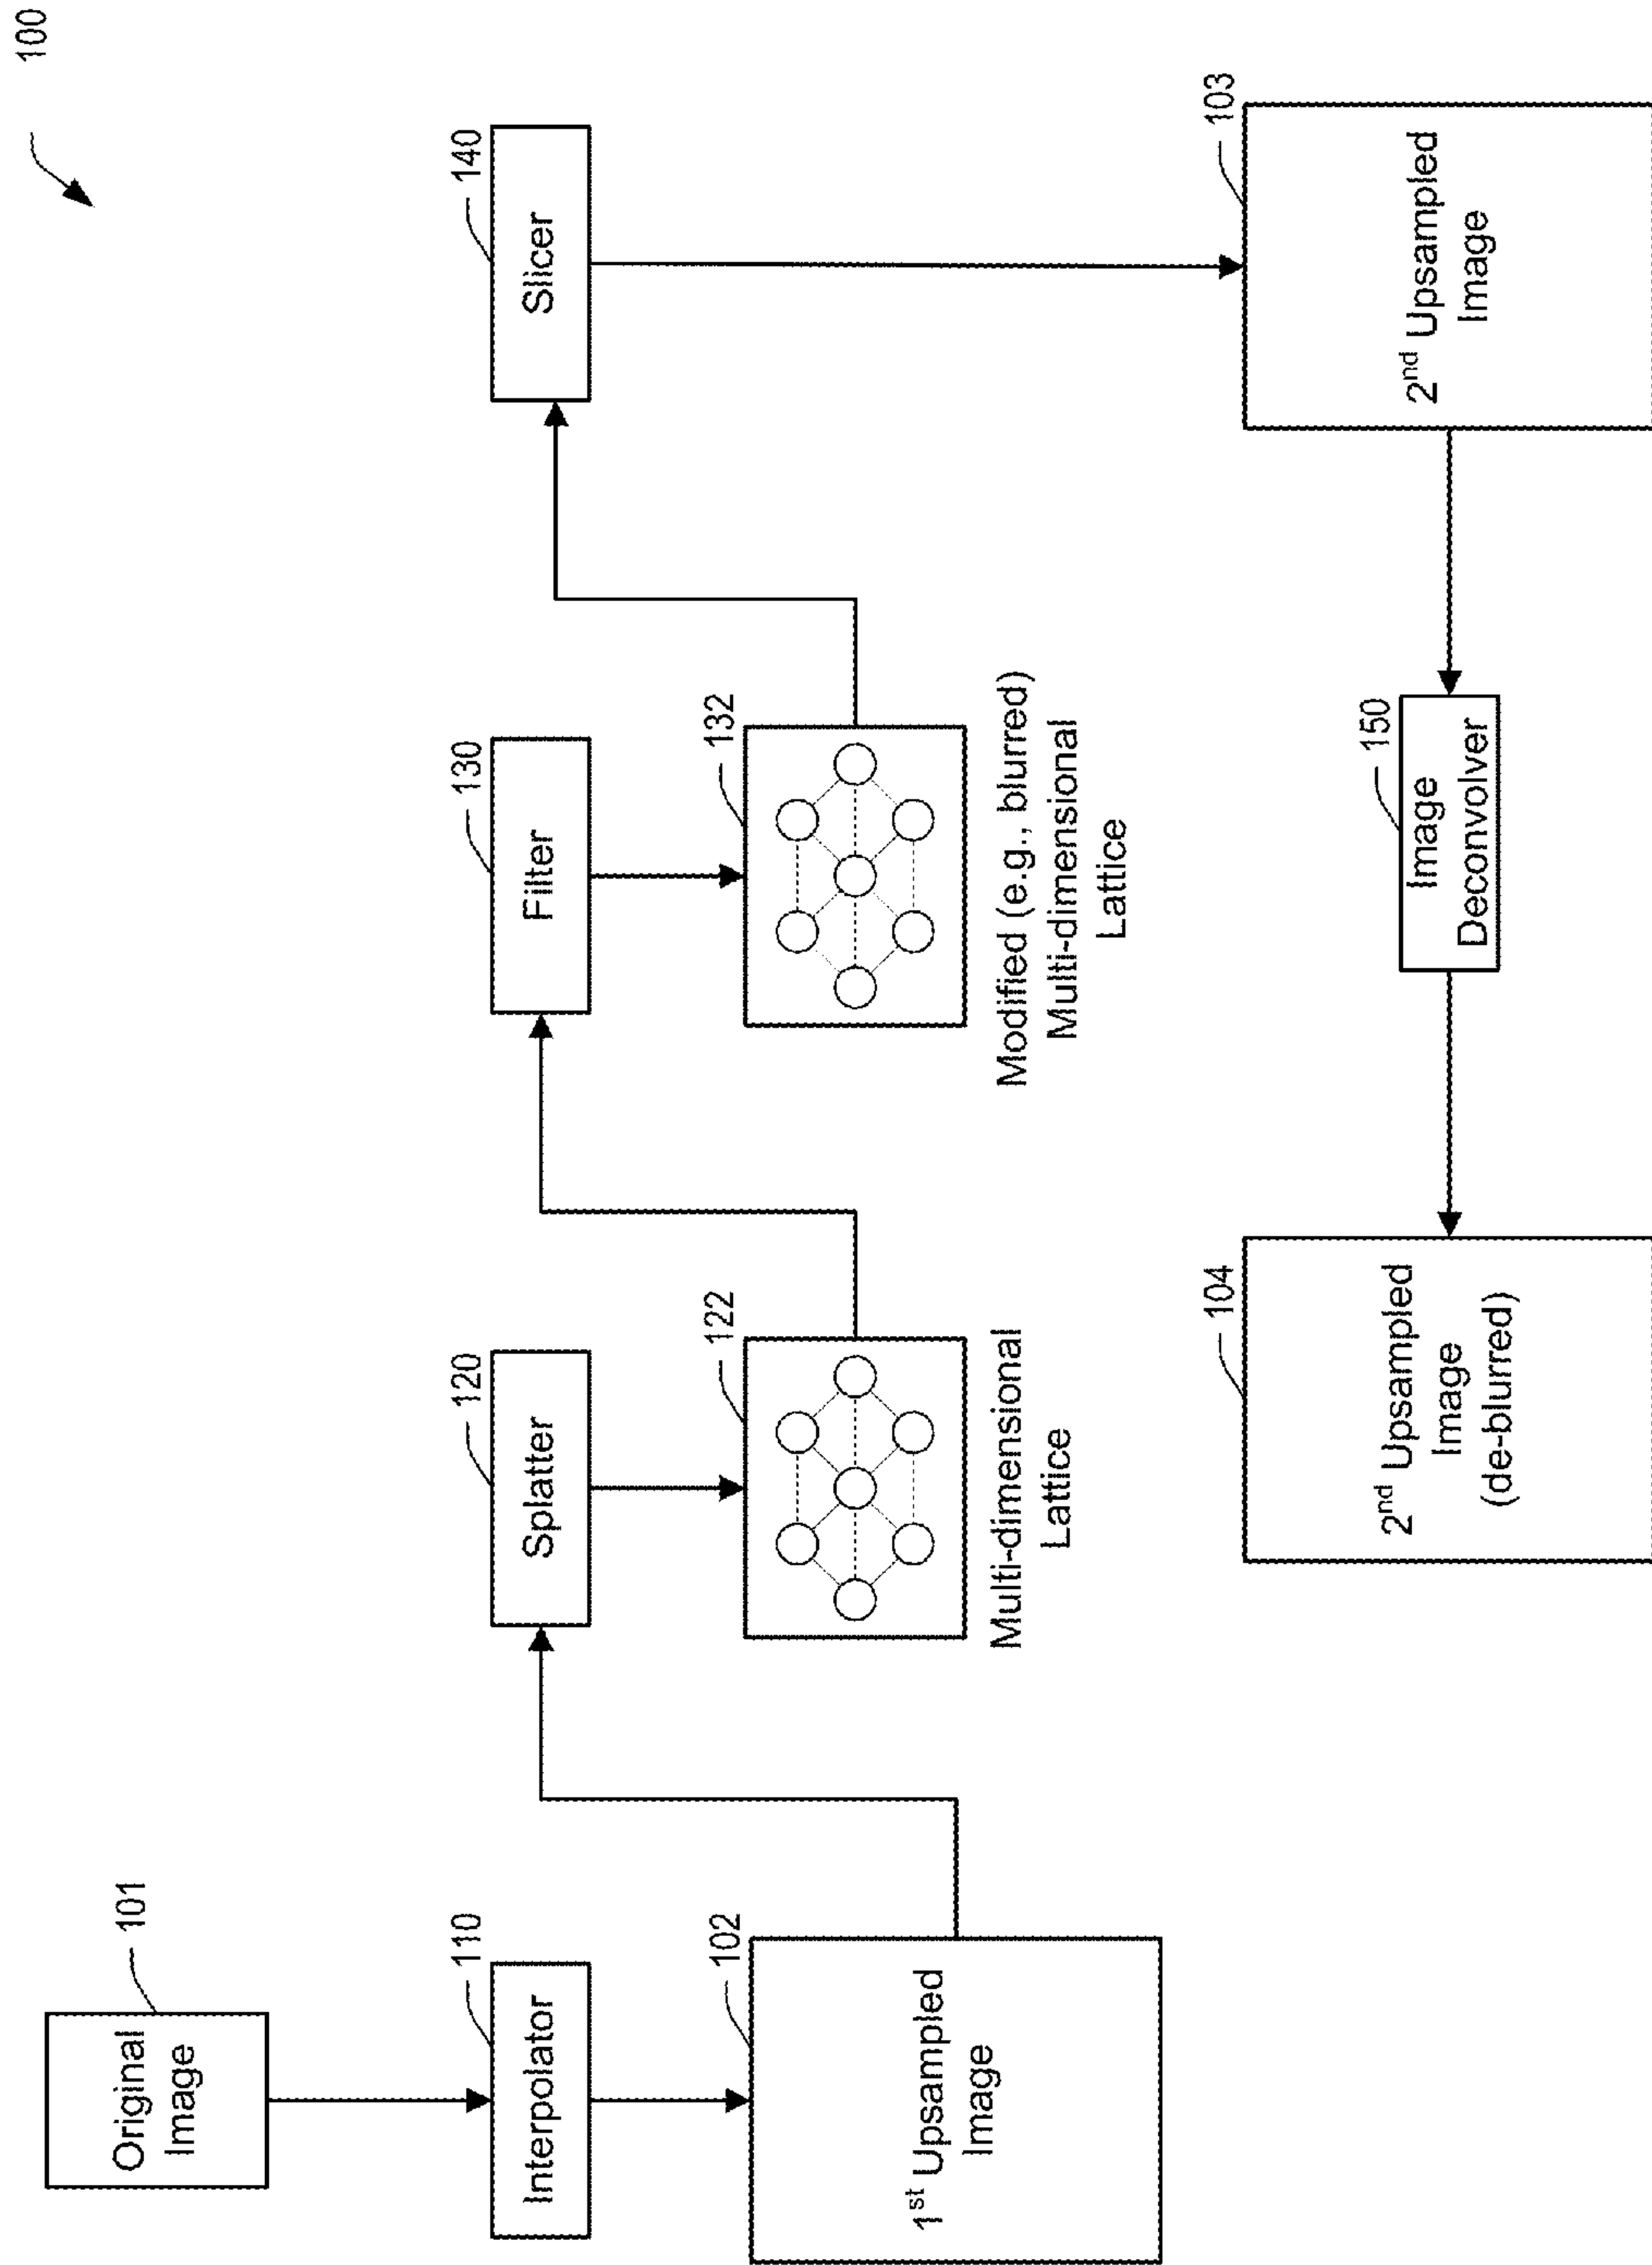 100
Original
Image
101
Interpolator
110
1st Upsampled
Image
102
Splatter
120
122
Multi-dimensional
Lattice
Filter
130
132
Modified (e.g., blurred)
Multi-dimensional
Lattice
Slicer
140
2nd Upsampled
Image
103
Image
Deconvolver
150
2nd Upsampled
Image
(de-blurred)
104